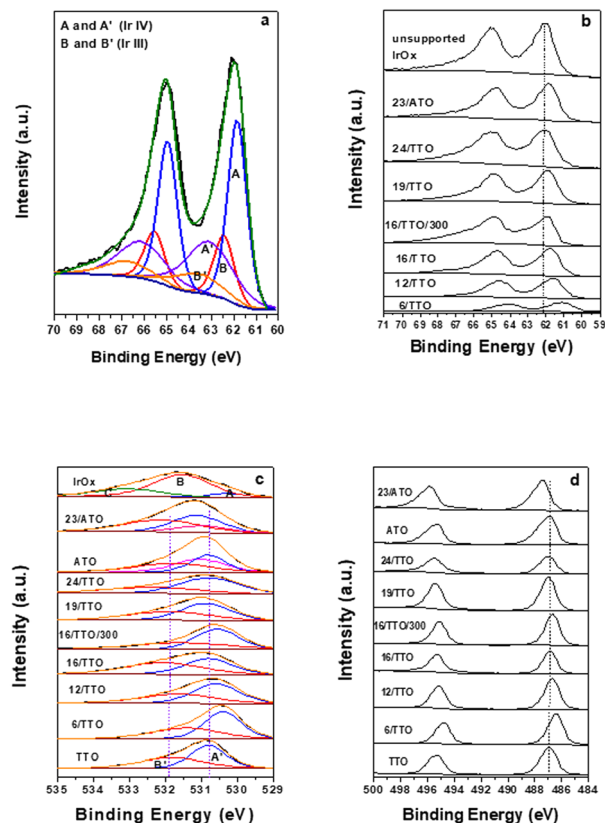 a
A and A' (Ir IV)
B and B' (Ir III)
A
A'
B'
B
Intensity (a.u.)
70 69 68 67 66 65 64 63 62 61 60
Binding Energy (eV)
b
unsupported
IrOx
23/ATO
24/TTO
19/TTO
16/TTO/300
16/TTO
12/TTO
6/TTO
Intensity (a.u.)
71 70 69 68 67 66 65 64 63 62 61 60 59
Binding Energy (eV)
c
IrOx
B
C
A
23/ATO
ATO
24/TTO
19/TTO
16/TTO/300
16/TTO
12/TTO
6/TTO
TTO
B'
A'
Intensity (a.u.)
535 534 533 532 531 530 529
Binding Energy (eV)
d
23/ATO
ATO
24/TTO
19/TTO
16/TTO/300
16/TTO
12/TTO
6/TTO
TTO
Intensity (a.u.)
500 498 496 494 492 490 488 486 484
Binding Energy (eV)